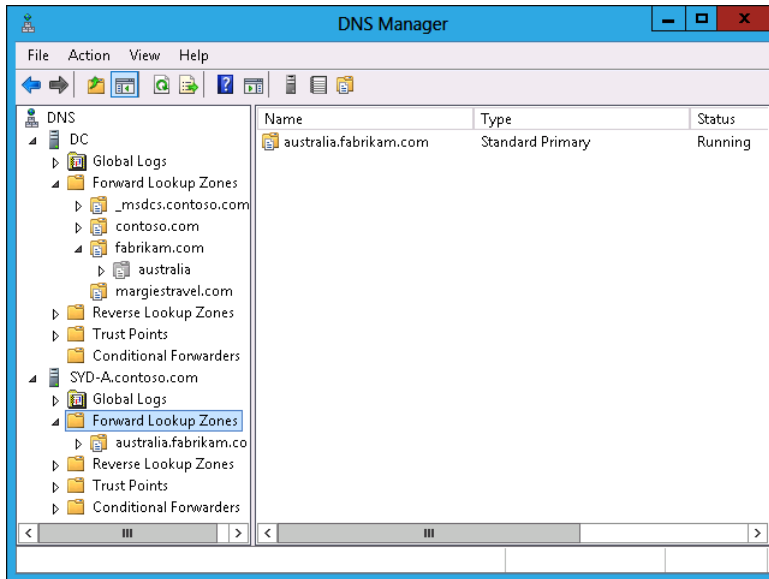 DNS Manager
File Action View Help
DNS
DC
Global Logs
Forward Lookup Zones
_msdcs.contoso.com
contoso.com
fabrikam.com
australia
margiestravel.com
Reverse Lookup Zones
Trust Points
Conditional Forwarders
SYD-A.contoso.com
Global Logs
Forward Lookup Zones
australia.fabrikam.co
Reverse Lookup Zones
Trust Points
Conditional Forwarders
Name Type Status
australia.fabrikam.com Standard Primary Running